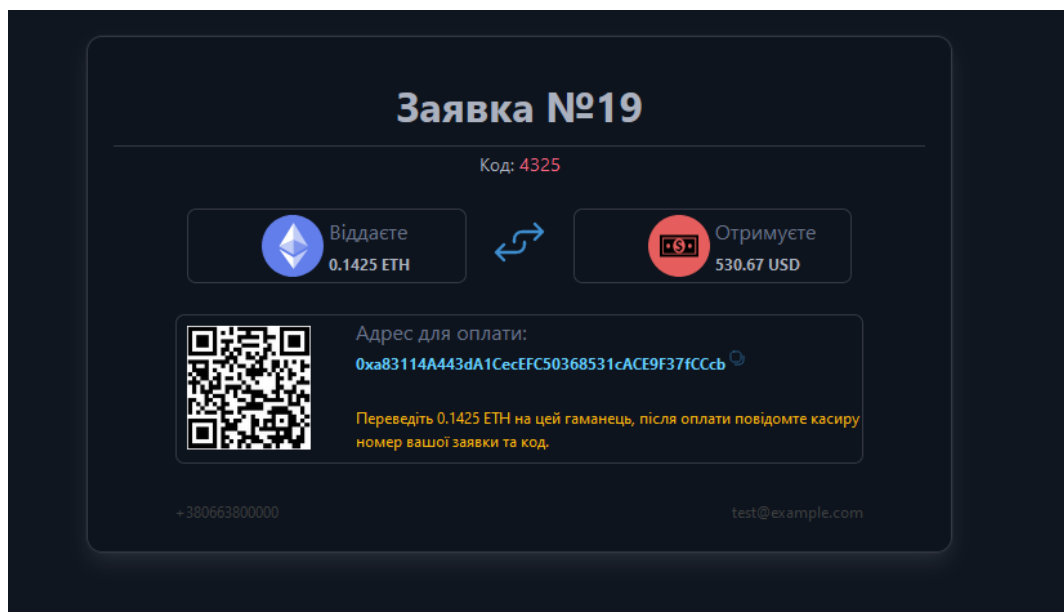 Заявка №19
Код: 4325
Віддаєте
0.1425 ETH
Отримуєте
530.67 USD
Адрес для оплати:
0xa83114A443dA1CecEFC50368531cACE9F37fCCcb
Переведіть 0.1425 ETH на цей гаманець, після оплати повідомте касиру
номер вашої заявки та код.
+380663800000
test@example.com